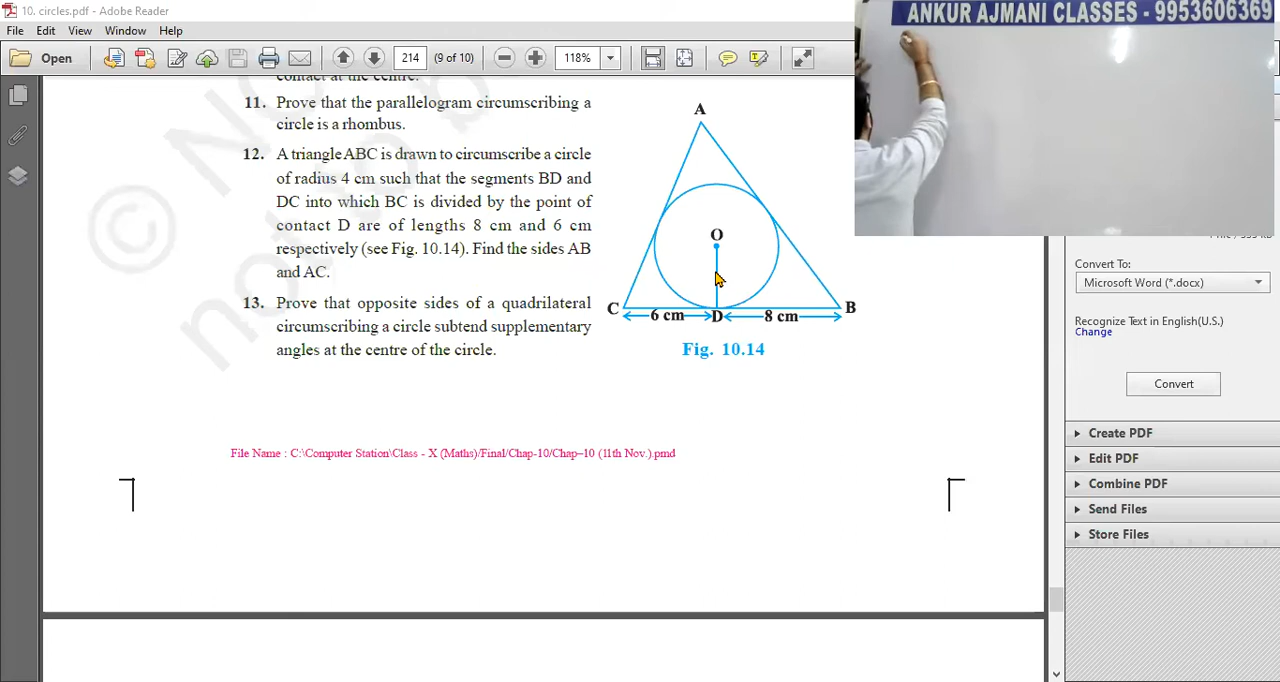 10. circles.pdf - Adobe Reader
File Edit View Window Help
Open 214 (9 of 10) 118%
ANKUR AJMANI CLASSES - 9953606369
contact at the centre.
11. Prove that the parallelogram circumscribing a
circle is a rhombus.
12. A triangle ABC is drawn to circumscribe a circle
of radius 4 cm such that the segments BD and
DC into which BC is divided by the point of
contact D are of lengths 8 cm and 6 cm
respectively (see Fig. 10.14). Find the sides AB
and AC.
13. Prove that opposite sides of a quadrilateral
circumscribing a circle subtend supplementary
angles at the centre of the circle.
A
O
C
B
6 cm D 8 cm
Fig. 10.14
File Name : C:\Computer Station\Class - X (Maths)/Final/Chap-10/Chap–10 (11th Nov.).pmd
© NC
not to b
Convert To:
Microsoft Word (*.docx)
Recognize Text in English(U.S.)
Change
Convert
Create PDF
Edit PDF
Combine PDF
Send Files
Store Files